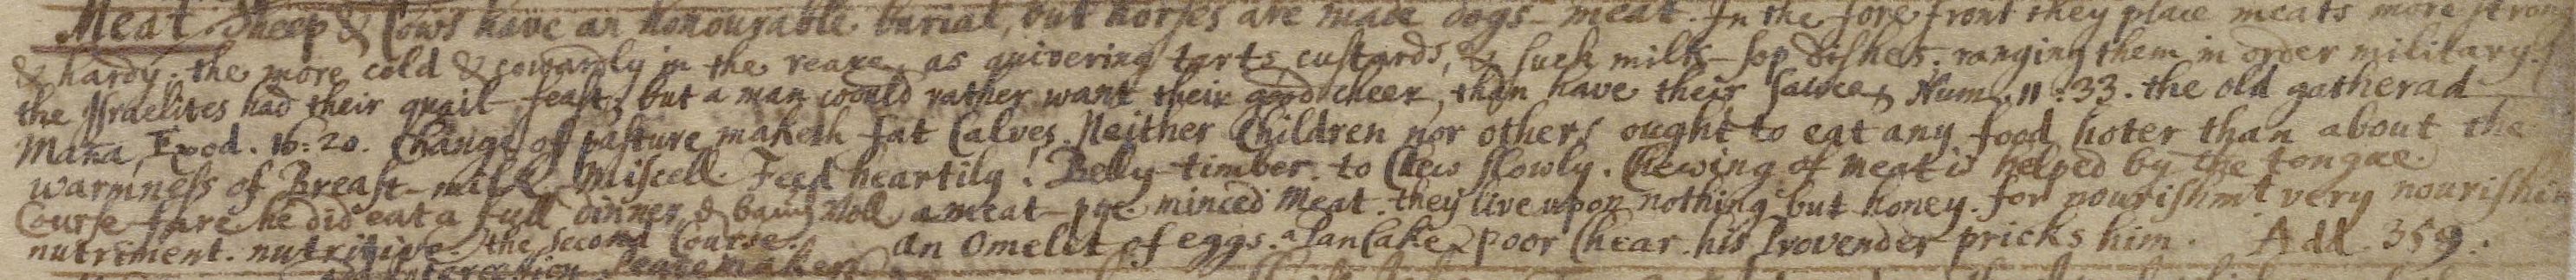 Meat. Sheep & Cows have an honourable burial, but horses are made dogs-meat. In the fore front they place meats more strong
& hardy. the more cold & cowardly in the reare, as quivering tarts, custards, & such milk-sop dishes. ranging them in order military.
the Israelites had their quail-feast, but a man would rather want their good cheer, than have their sawce, Num. 11:33. the old gatherad
Mana, Exod. 16:20. Change of pasture maketh fat Calves. Neither Children nor others ought to eat any food hoter than about the
warmness of Breast-milk. Miscell. Feed heartily! Belly-timber. to Chew slowly. Chewing of meat is helped by the tongue.
Course fare he did eat a full dinner, & a meat-pye. minced Meat. they live upon nothing but honey. for nourishmt very nourishing
nutriment. nutritive. the second Course. an Omelet of eggs. a Pancake poor Chear. his Provender pricks him. Add. 359.